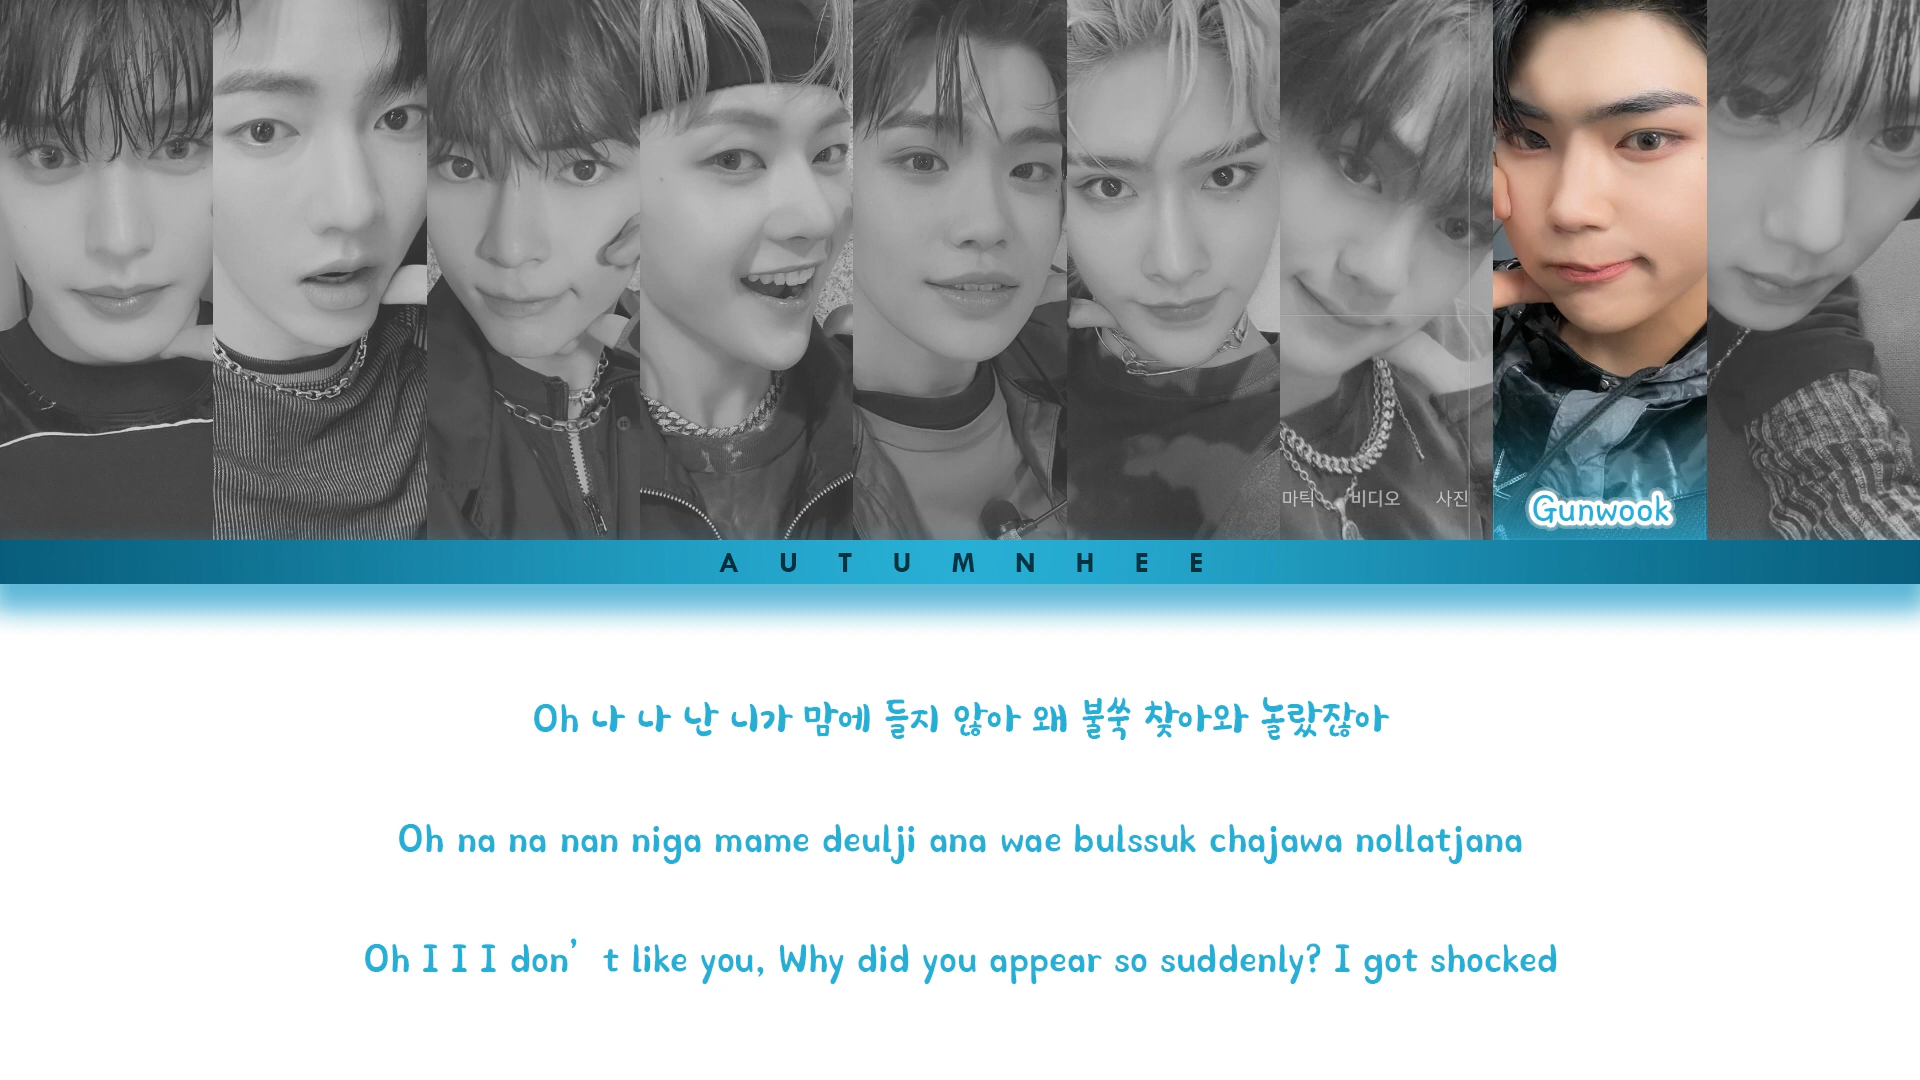 마틱 비디오 사진
Gunwook
AUTUMNHEE
Oh 나 나 난 니가 맘에 들지 않아 왜 불쑥 찾아와 놀랐잖아
Oh na na nan niga mame deulji ana wae bulssuk chajawa nollatjana
Oh I I I don’t like you, Why did you appear so suddenly? I got shocked